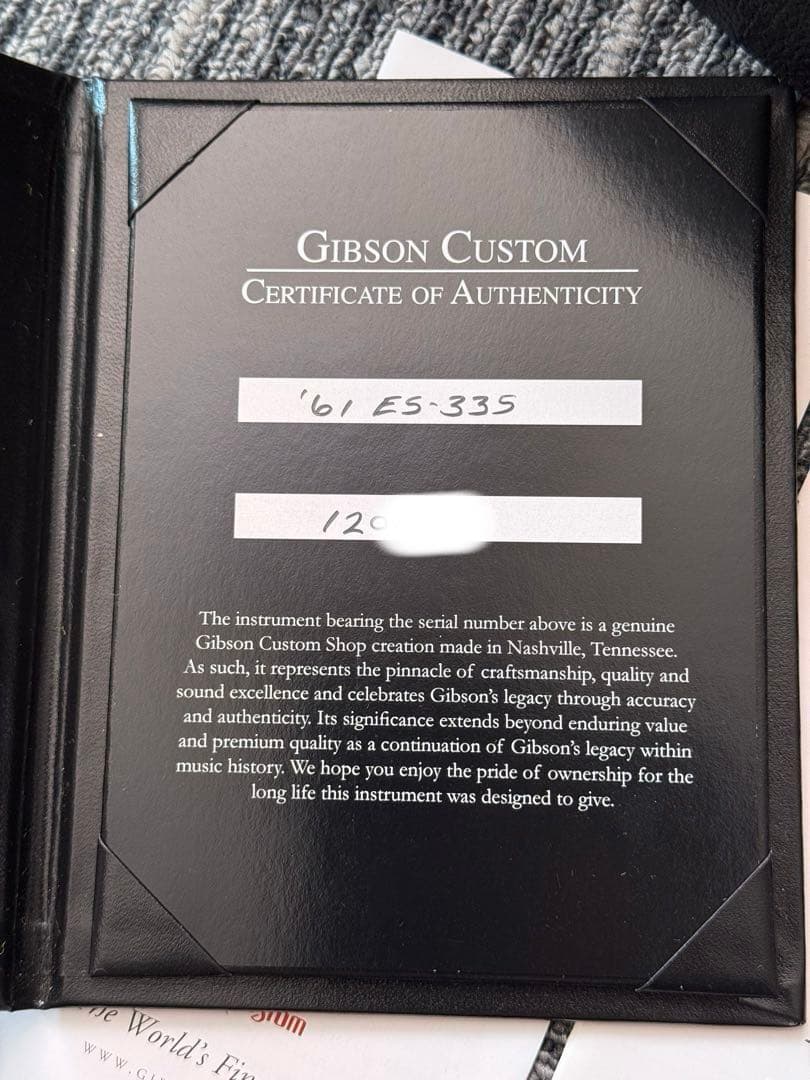 GIBSON CUSTOM
CERTIFICATE OF AUTHENTICITY
'61 ES-335
120
The instrument bearing the serial number above is a genuine
Gibson Custom Shop creation made in Nashville, Tennessee.
As such, it represents the pinnacle of craftsmanship, quality and
sound excellence and celebrates Gibson's legacy through accuracy
and authenticity. Its significance extends beyond enduring value
and premium quality as a continuation of Gibson's legacy within
music history. We hope you enjoy the pride of ownership for the
long life this instrument was designed to give.
World's